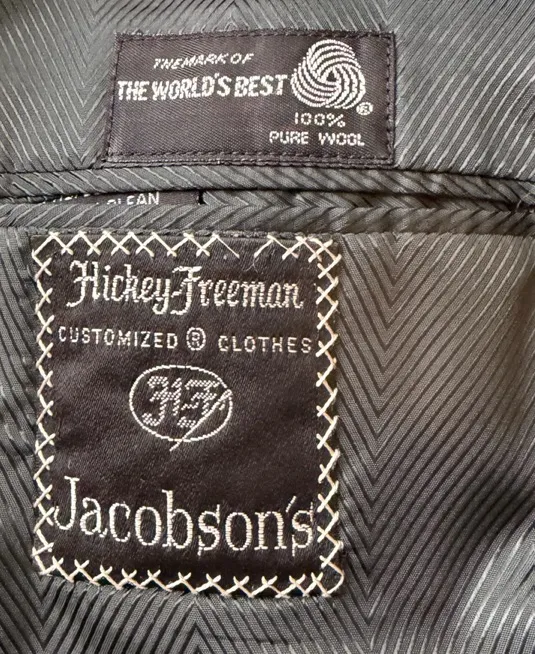 THE MARK OF
THE WORLD'S BEST
®
100%
PURE WOOL
CLEAN
Hickey-Freeman
CUSTOMIZED ® CLOTHES
HF
Jacobson's